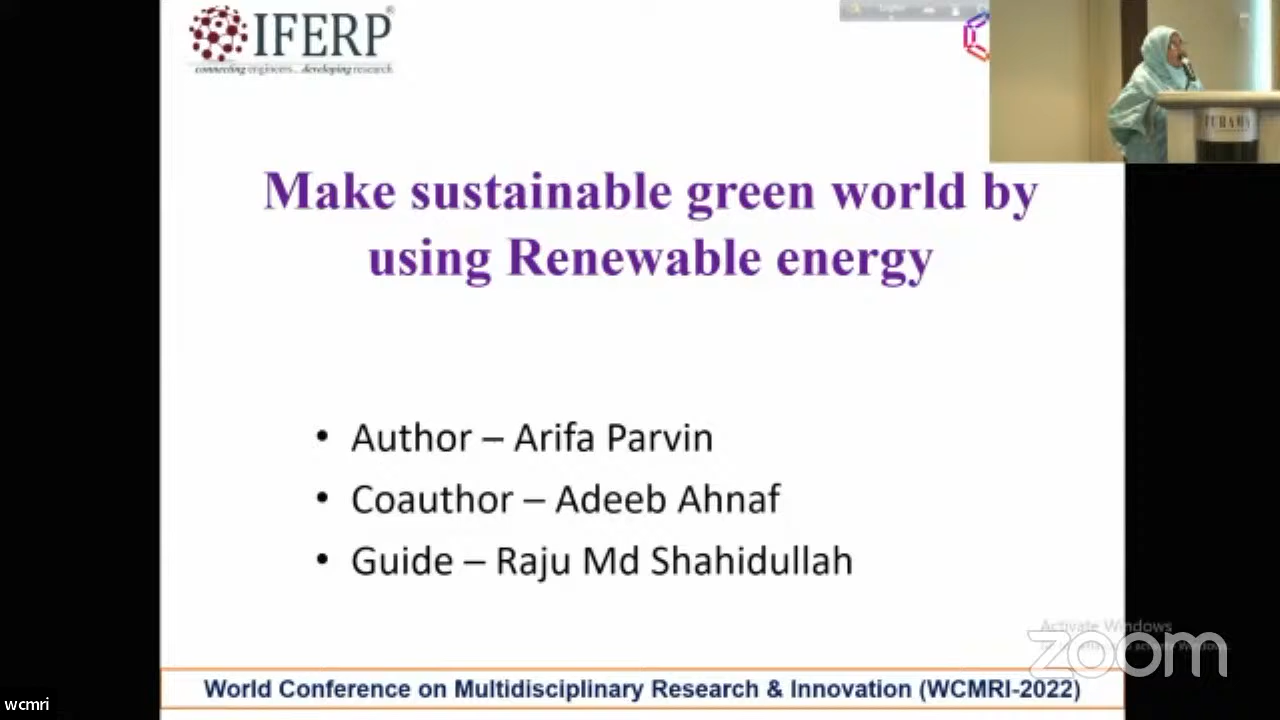 IFERP®
connecting engineers... developing research
Make sustainable green world by
using Renewable energy
• Author – Arifa Parvin
• Coauthor – Adeeb Ahnaf
• Guide – Raju Md Shahidullah
Activate Windows
zoom
World Conference on Multidisciplinary Research & Innovation (WCMRI-2022)
wcmri